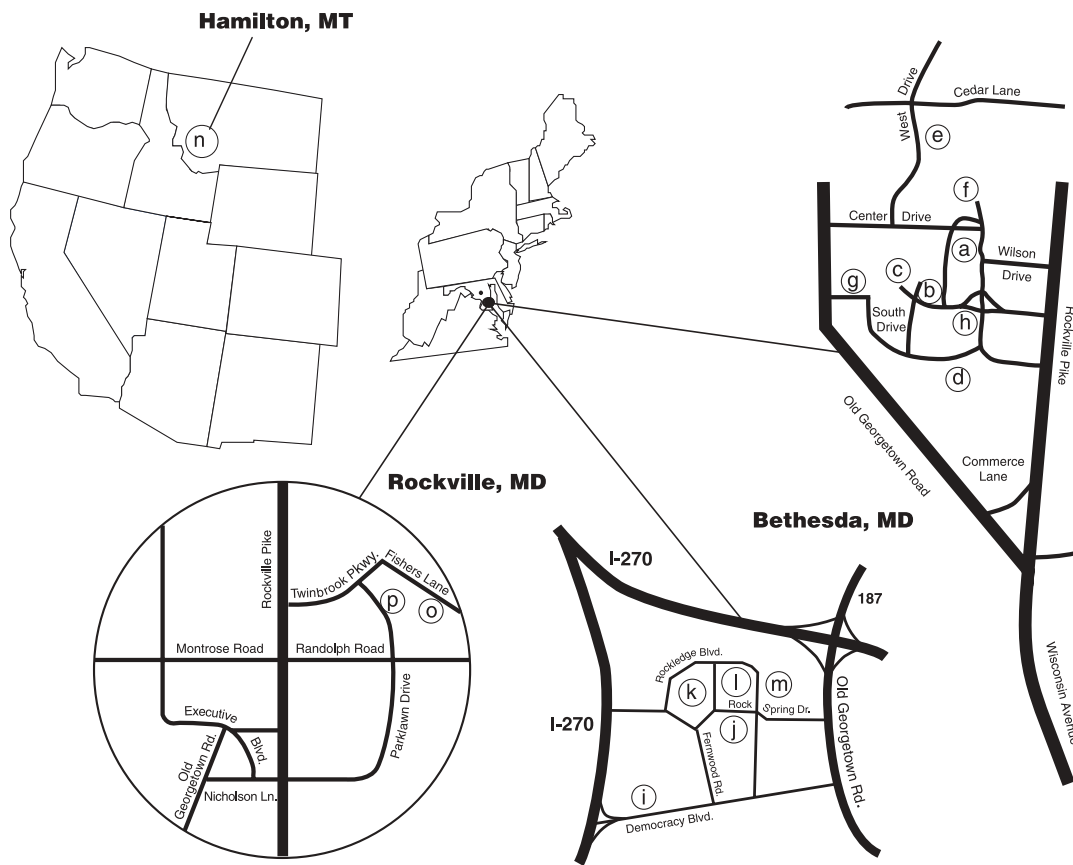 Hamilton, MT
n
Drive
West
Cedar Lane
e
f
Center Drive
a
Wilson
Drive
c
b
g
South
Drive
h
d
Rockville Pike
Old Georgetown Road
Commerce
Lane
Wisconsin Avenue
Rockville, MD
Rockville Pike
Twinbrook Pkwy.
Fishers Lane
p
o
Montrose Road
Randolph Road
Executive
Blvd.
Old
Georgetown Rd.
Nicholson Ln.
Parklawn Drive
Bethesda, MD
I-270
187
Rockledge Blvd.
k
l
m
Rock
Spring Dr.
j
I-270
Fernwood Rd.
Old Georgetown Rd.
i
Democracy Blvd.